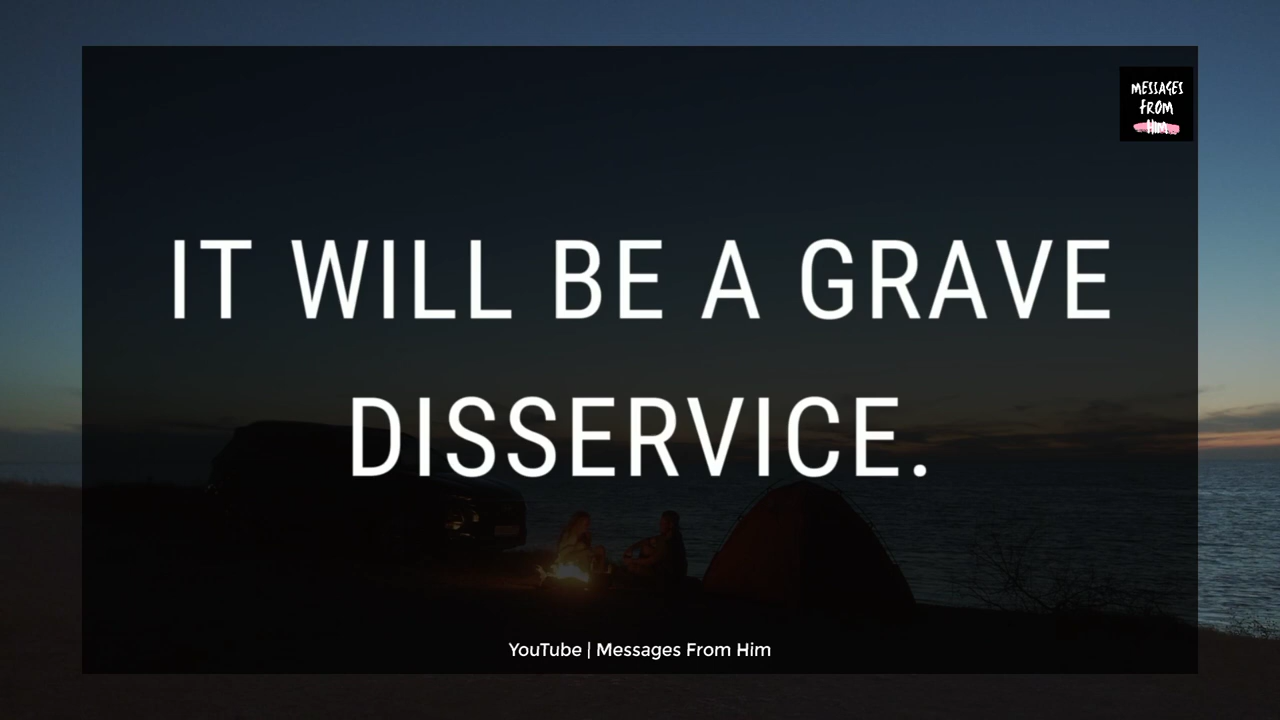 MESSAGES
FROM
Him
IT WILL BE A GRAVE
DISSERVICE.
YouTube | Messages From Him